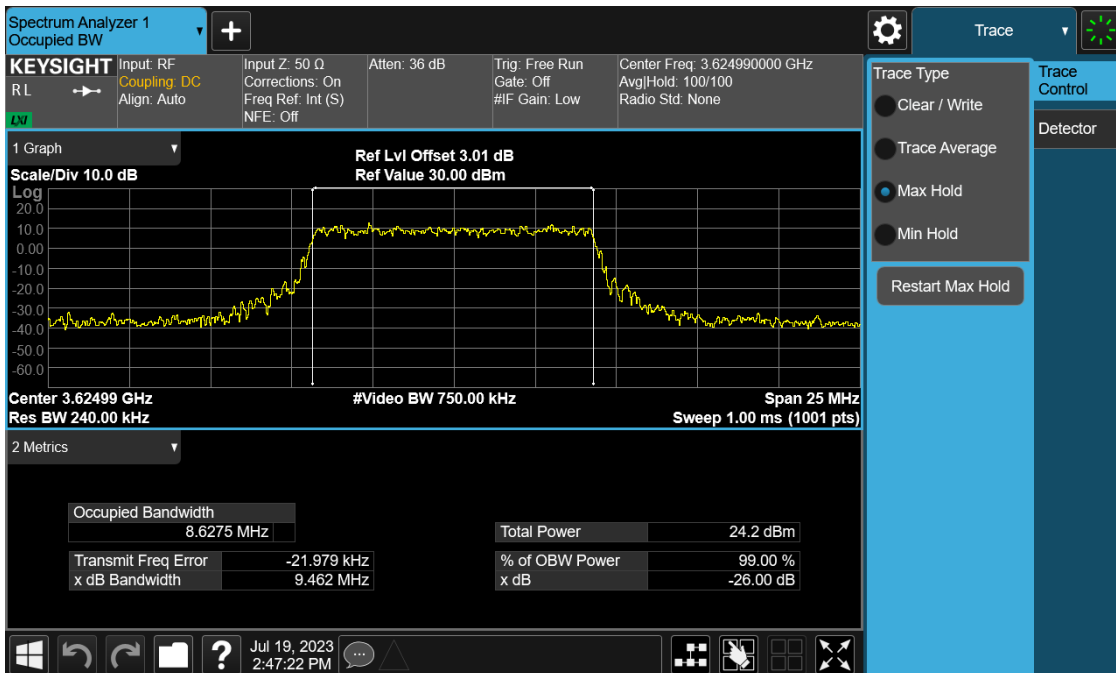 Spectrum Analyzer 1
Occupied BW
▼
+
Trace
▼
KEYSIGHT
R L
LXI
Input: RF
Coupling: DC
Align: Auto
Input Z: 50 Ω
Corrections: On
Freq Ref: Int (S)
NFE: Off
Atten: 36 dB
Trig: Free Run
Gate: Off
#IF Gain: Low
Center Freq: 3.624990000 GHz
Avg|Hold: 100/100
Radio Std: None
Trace Type
Clear / Write
Trace Average
Max Hold
Min Hold
Restart Max Hold
Trace
Control
Detector
1 Graph
▼
Scale/Div 10.0 dB
Ref Lvl Offset 3.01 dB
Ref Value 30.00 dBm
Log
20.0
10.0
0.00
-10.0
-20.0
-30.0
-40.0
-50.0
-60.0
Center 3.62499 GHz
#Video BW 750.00 kHz
Span 25 MHz
Res BW 240.00 kHz
Sweep 1.00 ms (1001 pts)
2 Metrics
▼
Occupied Bandwidth
8.6275 MHz
Total Power 24.2 dBm
Transmit Freq Error -21.979 kHz
% of OBW Power 99.00 %
x dB Bandwidth 9.462 MHz
x dB -26.00 dB
?
Jul 19, 2023
2:47:22 PM